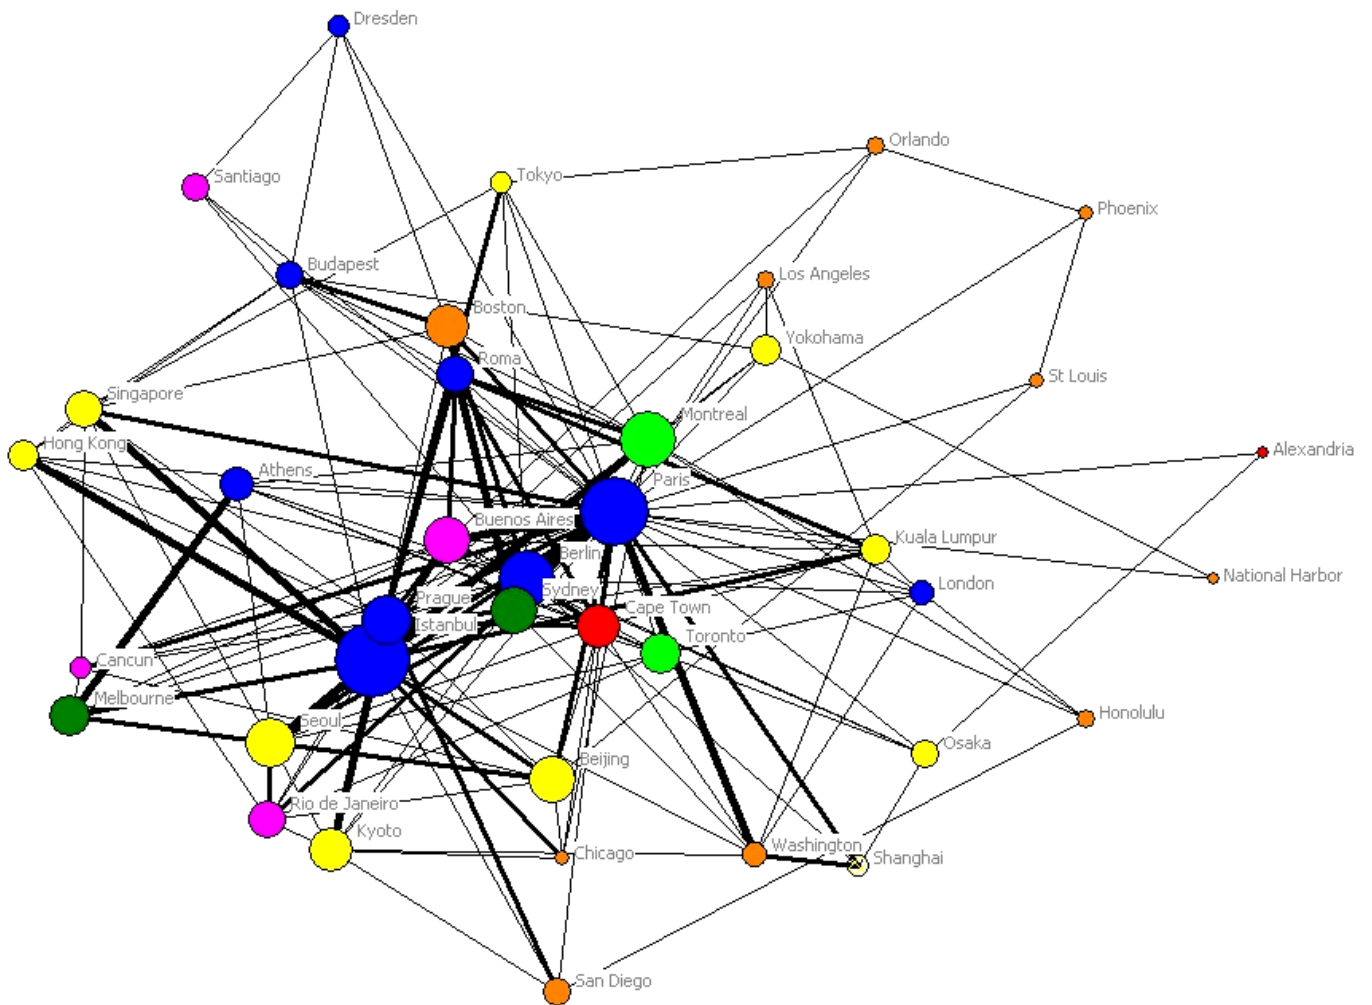 Dresden
Orlando
Santiago
Tokyo
Phoenix
Budapest
Los Angeles
Boston
Yokohama
Roma
St Louis
Singapore
Montreal
Hong Kong
Alexandria
Athens
Paris
Buenos Aires
Kuala Lumpur
Berlin
National Harbor
London
Sydney
Prague
Cape Town
Istanbul
Toronto
Cancun
Melbourne
Seoul
Honolulu
Osaka
Beijing
Rio de Janeiro
Kyoto
Chicago
Washington
Shanghai
San Diego